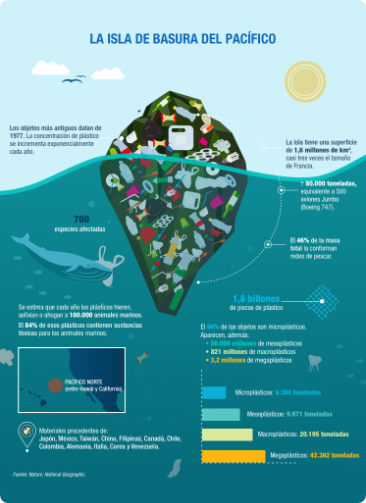 LA ISLA DE BASURA DEL PACÍFICO
Los objetos más antiguos datan de
1977. La concentración de plástico
se incrementa exponencialmente
cada año.
La isla tiene una superficie
de 1,6 millones de km²,
casi tres veces el tamaño
de Francia.
↑ 80.000 toneladas,
equivalente a 500
aviones Jumbo
(Boeing 747).
700
especies afectadas
El 46% de la masa
total la conforman
redes de pescar.
1,8 billones
de piezas de plástico
Se estima que cada año los plásticos hieren,
asfixian o ahogan a 100.000 animales marinos.
El 84% de esos plásticos contienen sustancias
tóxicas para los animales marinos.
El 94% de los objetos son microplásticos.
Aparecen, además:
• 56.000 millones de mesoplásticos
• 821 millones de macroplásticos
• 3,2 millones de megaplásticos
PACÍFICO NORTE
(entre Hawái y California)
Microplásticos: 6.380 toneladas
Mesoplásticos: 9.971 toneladas
Macroplásticos: 20.195 toneladas
Megaplásticos: 42.362 toneladas
Materiales procedentes de:
Japón, México, Taiwán, China, Filipinas, Canadá, Chile,
Colombia, Alemania, Italia, Corea y Venezuela.
Fuente: Nature, National Geographic.